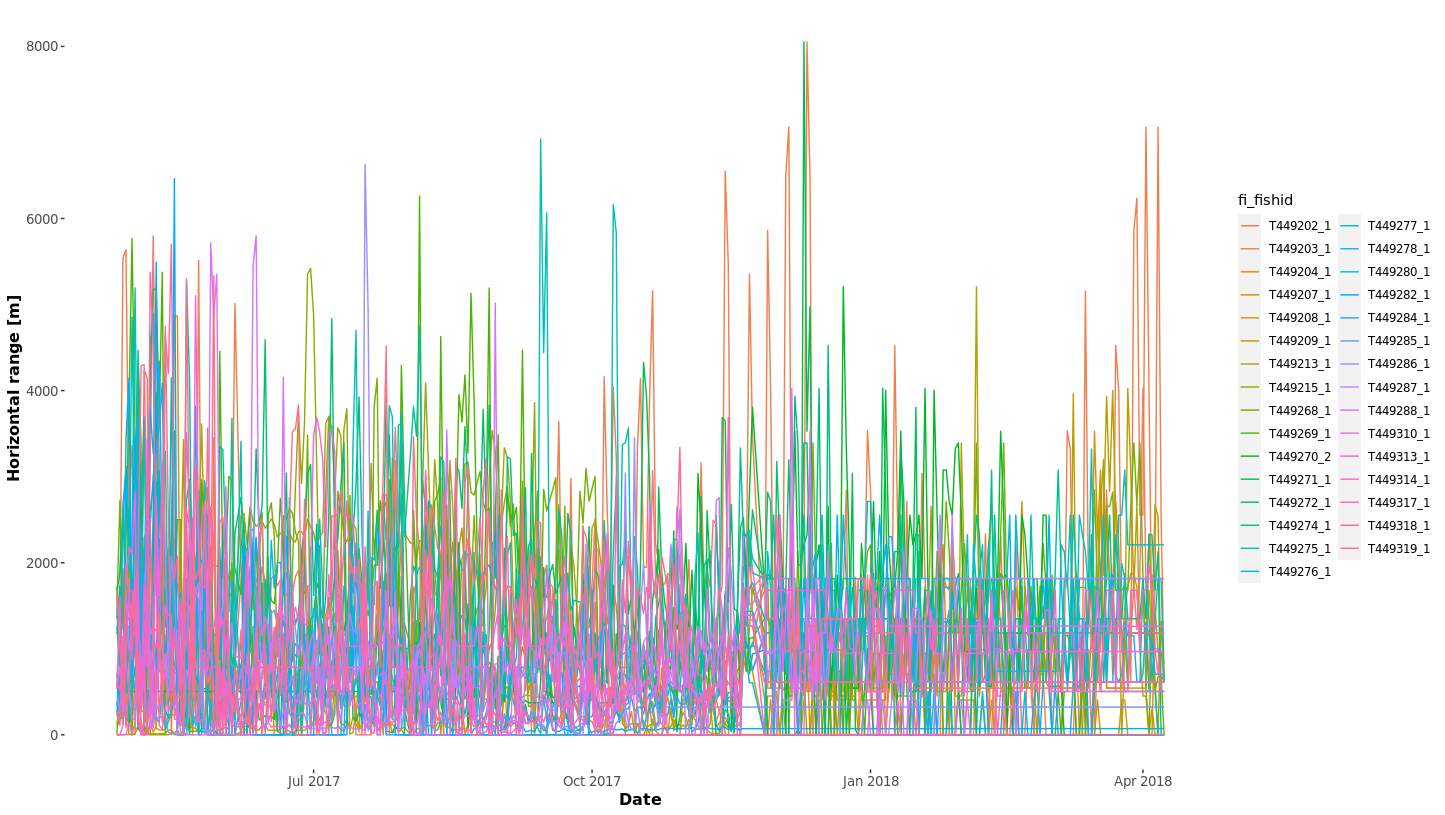 8000
6000
4000
2000
0
Horizontal range [m]
Jul 2017
Oct 2017
Jan 2018
Apr 2018
Date
fi_fishid
T449202_1
T449203_1
T449204_1
T449207_1
T449208_1
T449209_1
T449213_1
T449215_1
T449268_1
T449269_1
T449270_2
T449271_1
T449272_1
T449274_1
T449275_1
T449276_1
T449277_1
T449278_1
T449280_1
T449282_1
T449284_1
T449285_1
T449286_1
T449287_1
T449288_1
T449310_1
T449313_1
T449314_1
T449317_1
T449318_1
T449319_1